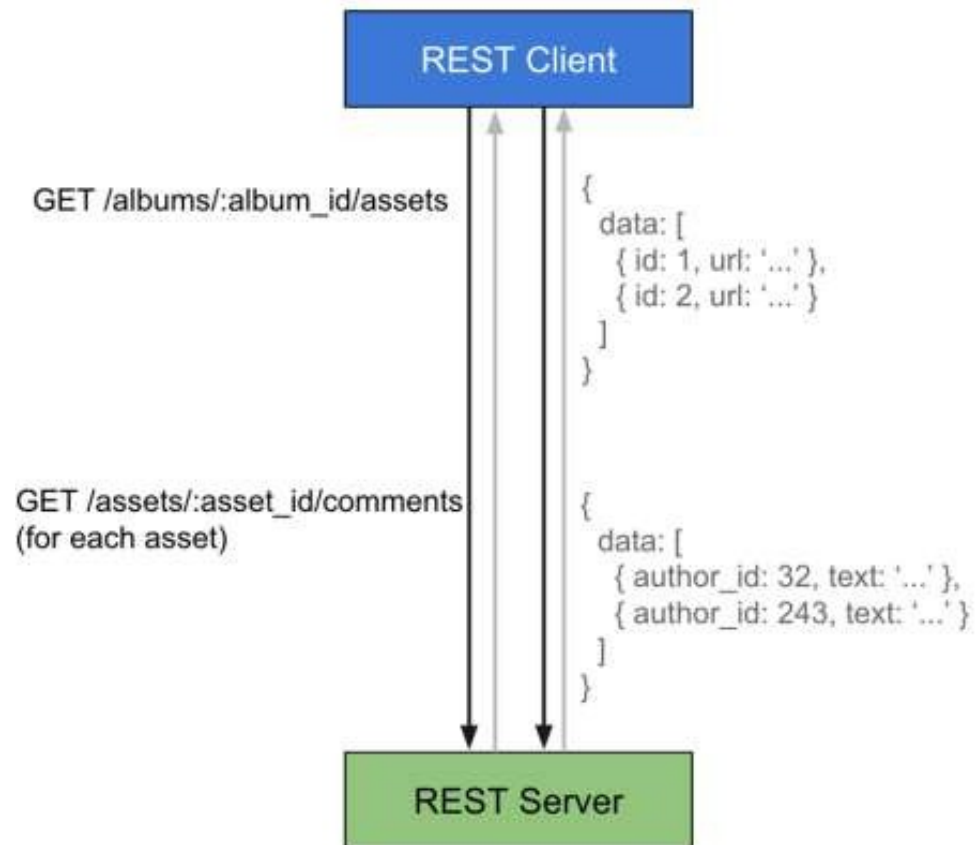 REST Client
GET /albums/:album_id/assets
{
data: [
{ id: 1, url: ‘...’ },
{ id: 2, url: ‘...’ }
]
}
GET /assets/:asset_id/comments
(for each asset)
{
data: [
{ author_id: 32, text: ‘...’ },
{ author_id: 243, text: ‘...’ }
]
}
REST Server